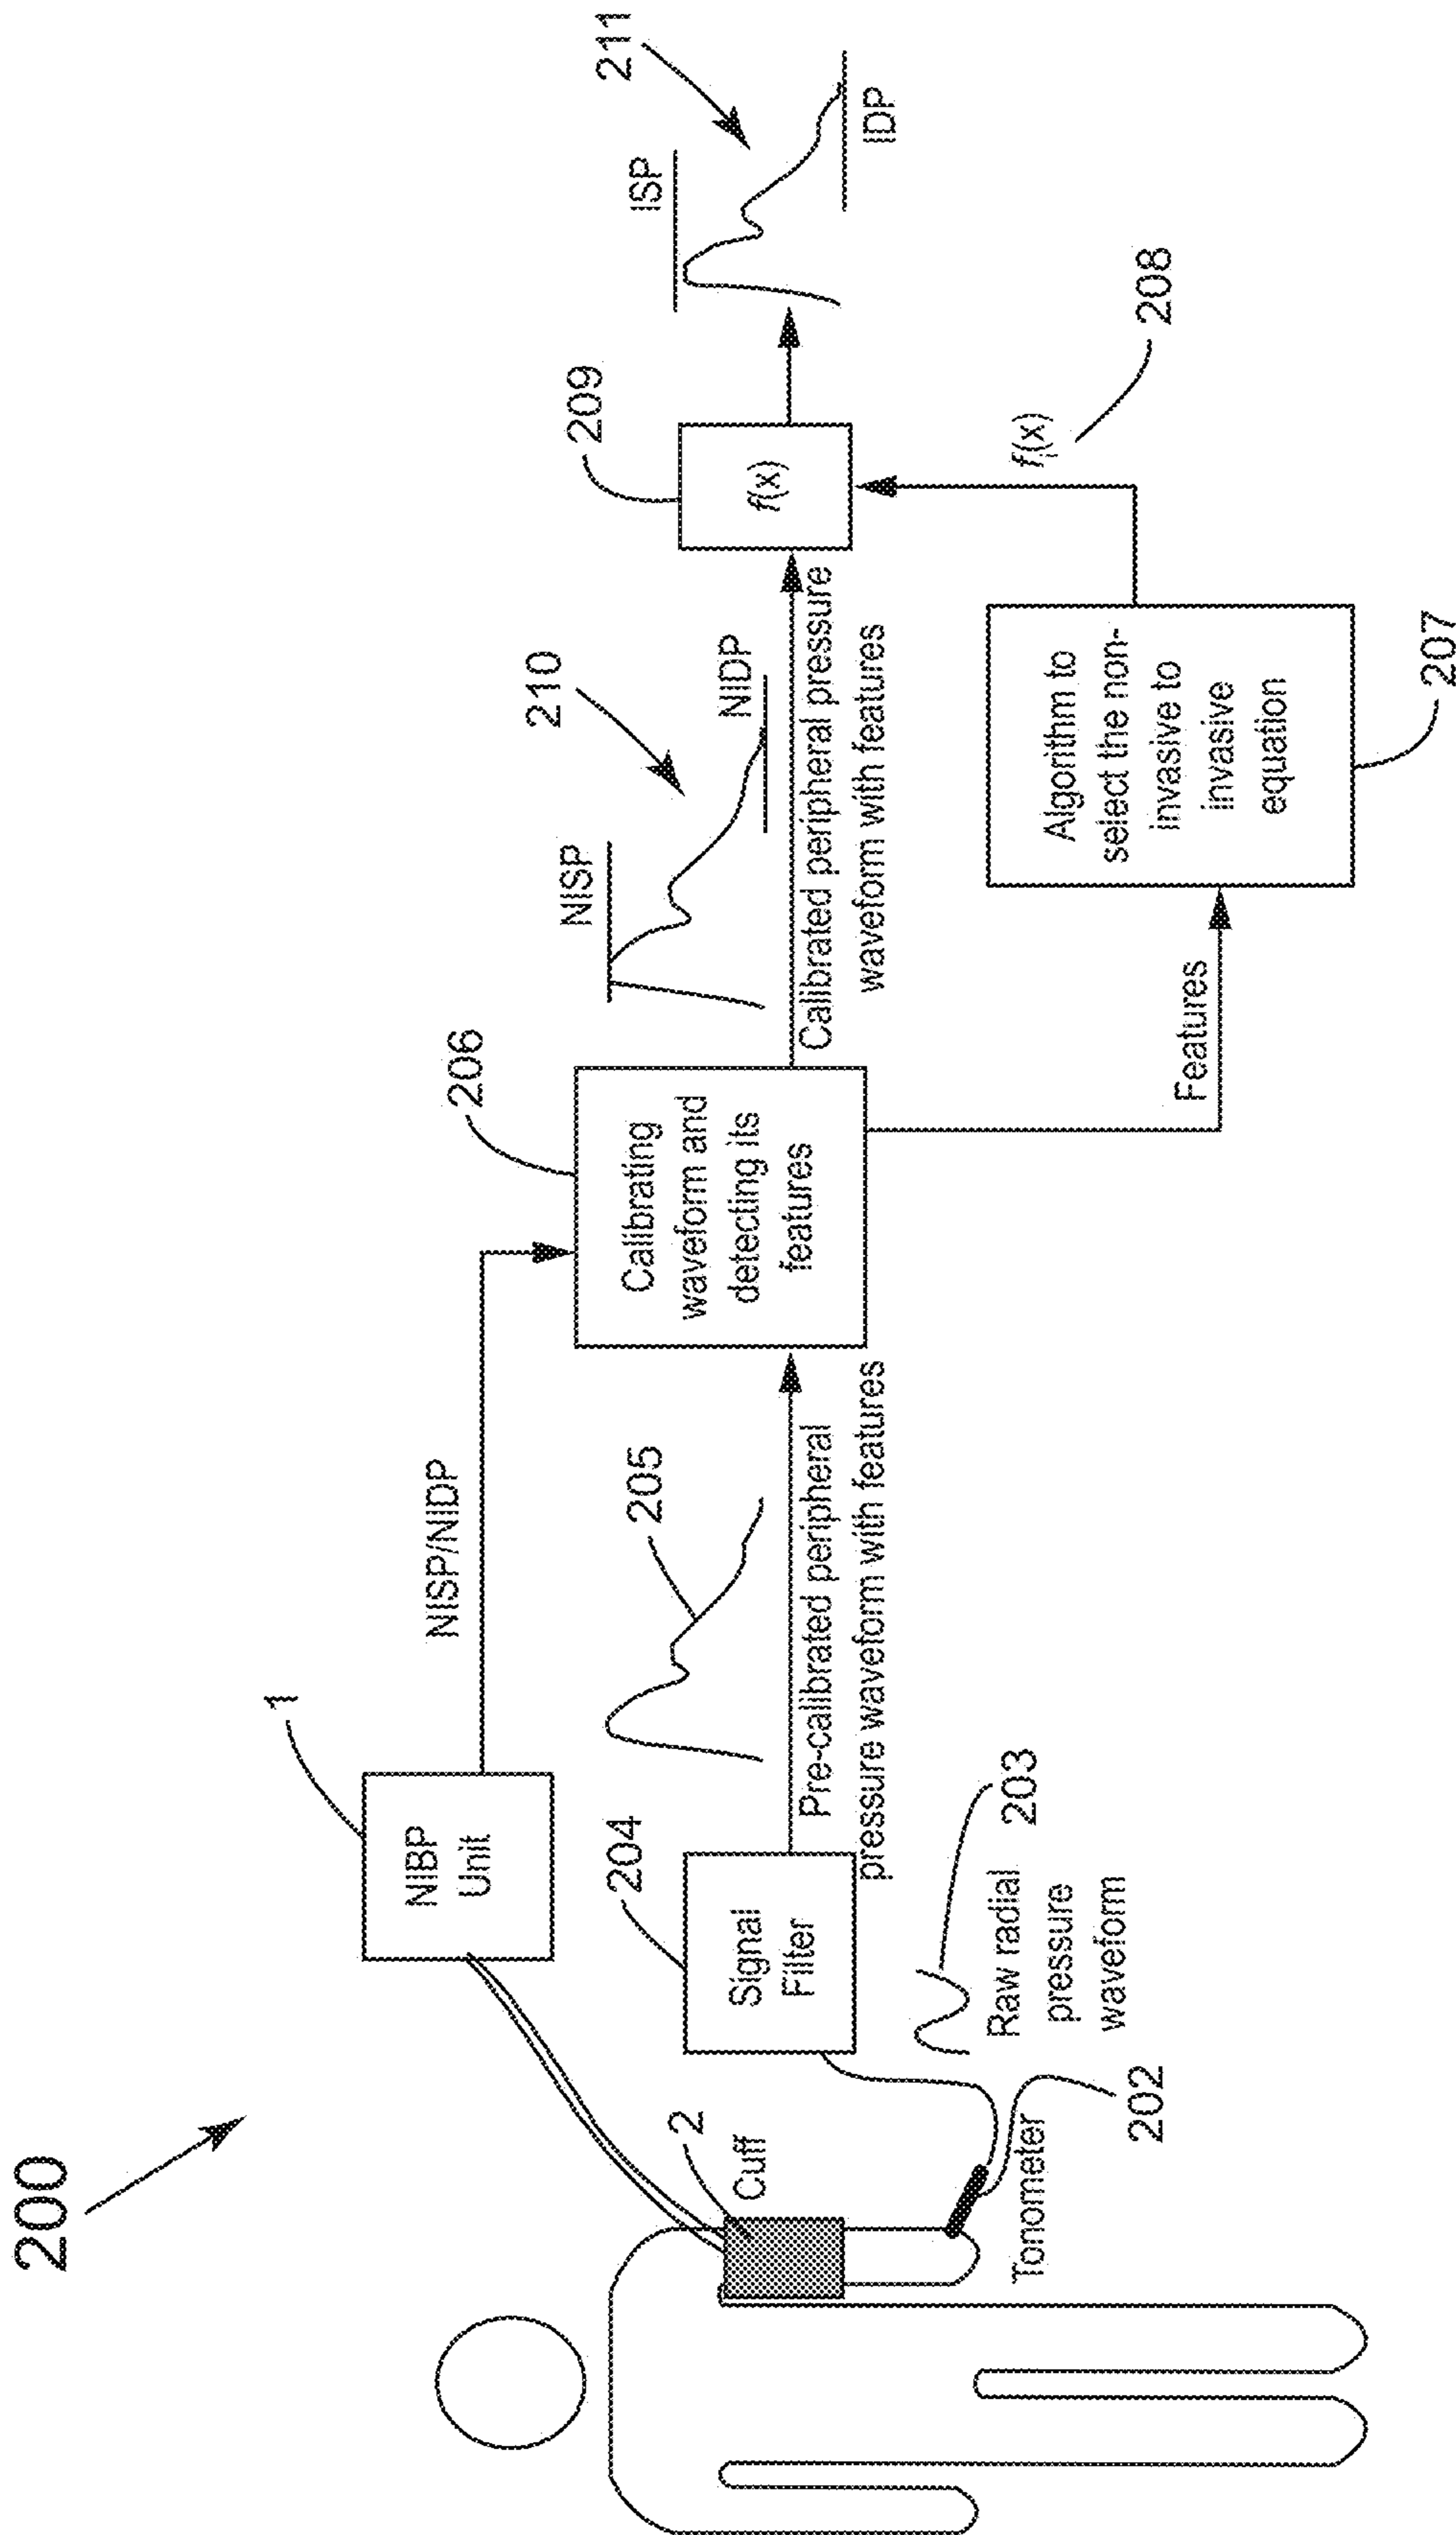 200
1
NIBP
Unit
NISP/NIDP
2
Cuff
Tonometer
202
203
Raw radial
pressure
waveform
204
Signal
Filter
205
Pre-calibrated peripheral
pressure waveform with features
206
Calibrating
waveform and
detecting its
features
210
NISP
NIDP
Calibrated peripheral pressure
waveform with features
Features
Algorithm to
select the non-
invasive to
invasive
equation
207
fᵢ(x)
208
209
f(x)
211
ISP
IDP